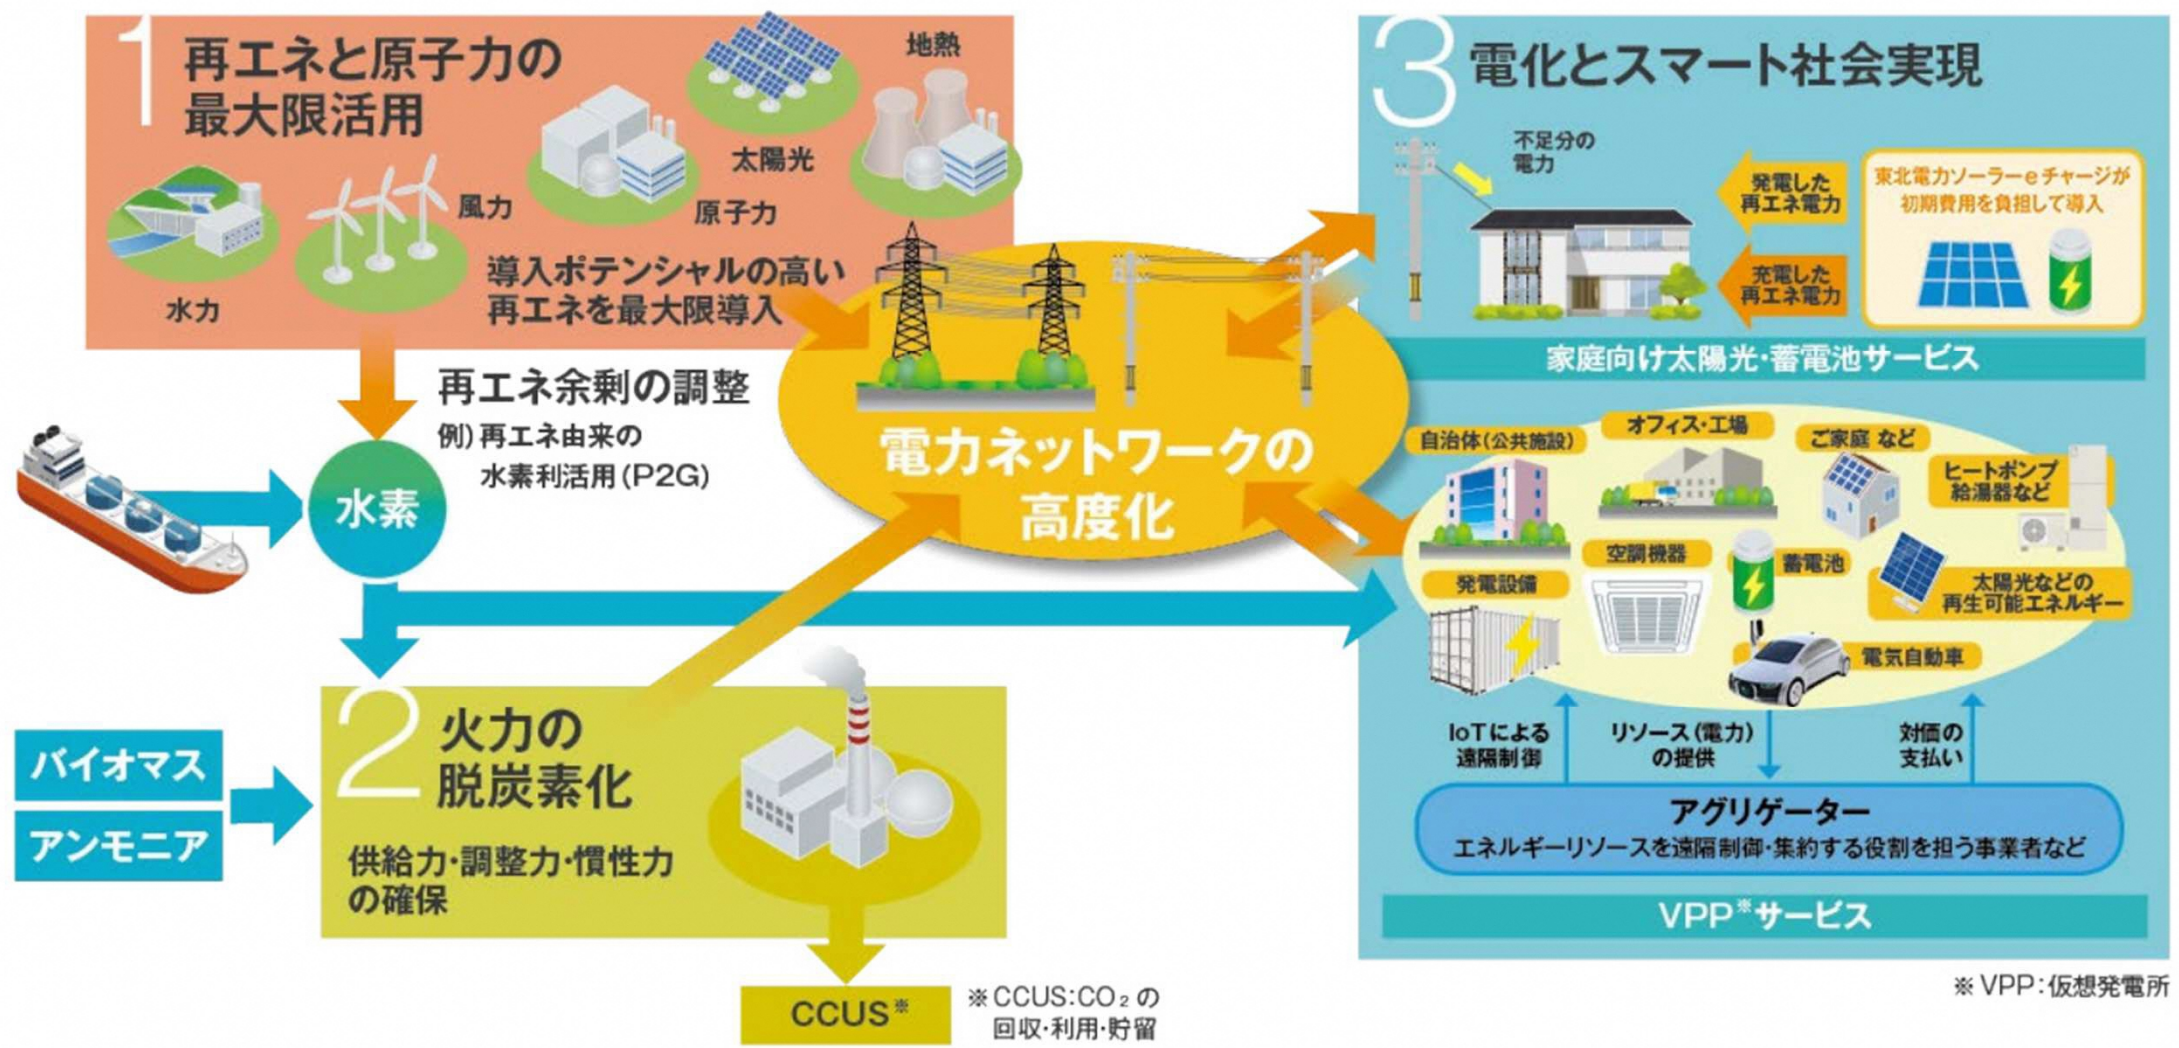 1
再エネと原子力の
最大限活用
地熱
太陽光
風力
原子力
水力
導入ポテンシャルの高い
再エネを最大限導入
再エネ余剰の調整
例)再エネ由来の
水素利活用(P2G)
水素
電力ネットワークの
高度化
バイオマス
アンモニア
2
火力の
脱炭素化
供給力・調整力・慣性力
の確保
CCUS※
※CCUS:CO₂の
回収・利用・貯留
3
電化とスマート社会実現
不足分の
電力
発電した
再エネ電力
充電した
再エネ電力
東北電力ソーラーeチャージが
初期費用を負担して導入
家庭向け太陽光・蓄電池サービス
自治体(公共施設)
オフィス・工場
ご家庭 など
ヒートポンプ
給湯器など
発電設備
空調機器
蓄電池
太陽光などの
再生可能エネルギー
電気自動車
IoTによる
遠隔制御
リソース(電力)
の提供
対価の
支払い
アグリゲーター
エネルギーリソースを遠隔制御・集約する役割を担う事業者など
VPP※サービス
※VPP:仮想発電所